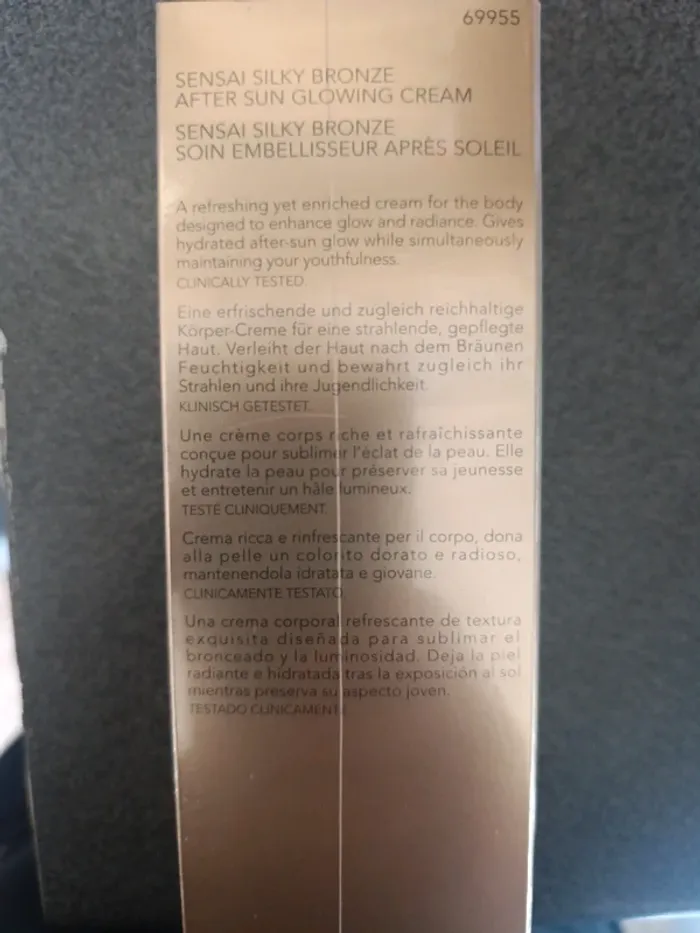 69955
SENSAI SILKY BRONZE
AFTER SUN GLOWING CREAM
SENSAI SILKY BRONZE
SOIN EMBELLISSEUR APRÈS SOLEIL
A refreshing yet enriched cream for the body
designed to enhance glow and radiance. Gives
hydrated after-sun glow while simultaneously
maintaining your youthfulness.
CLINICALLY TESTED.
Eine erfrischende und zugleich reichhaltige
Körper-Creme für eine strahlende, gepflegte
Haut. Verleiht der Haut nach dem Bräunen
Feuchtigkeit und bewahrt zugleich ihr
Strahlen und ihre Jugendlichkeit.
KLINISCH GETESTET.
Une crème corps riche et rafraîchissante
conçue pour sublimer l'éclat de la peau. Elle
hydrate la peau pour préserver sa jeunesse
et entretenir un hâle lumineux.
TESTÉ CLINIQUEMENT.
Crema ricca e rinfrescante per il corpo, dona
alla pelle un colorito dorato e radioso,
mantenendola idratata e giovane.
CLINICAMENTE TESTATO.
Una crema corporal refrescante de textura
exquisita diseñada para sublimar el
bronceado y la luminosidad. Deja la piel
radiante e hidratada tras la exposición al sol
mientras preserva su aspecto joven.
TESTADO CLÍNICAMENTE.